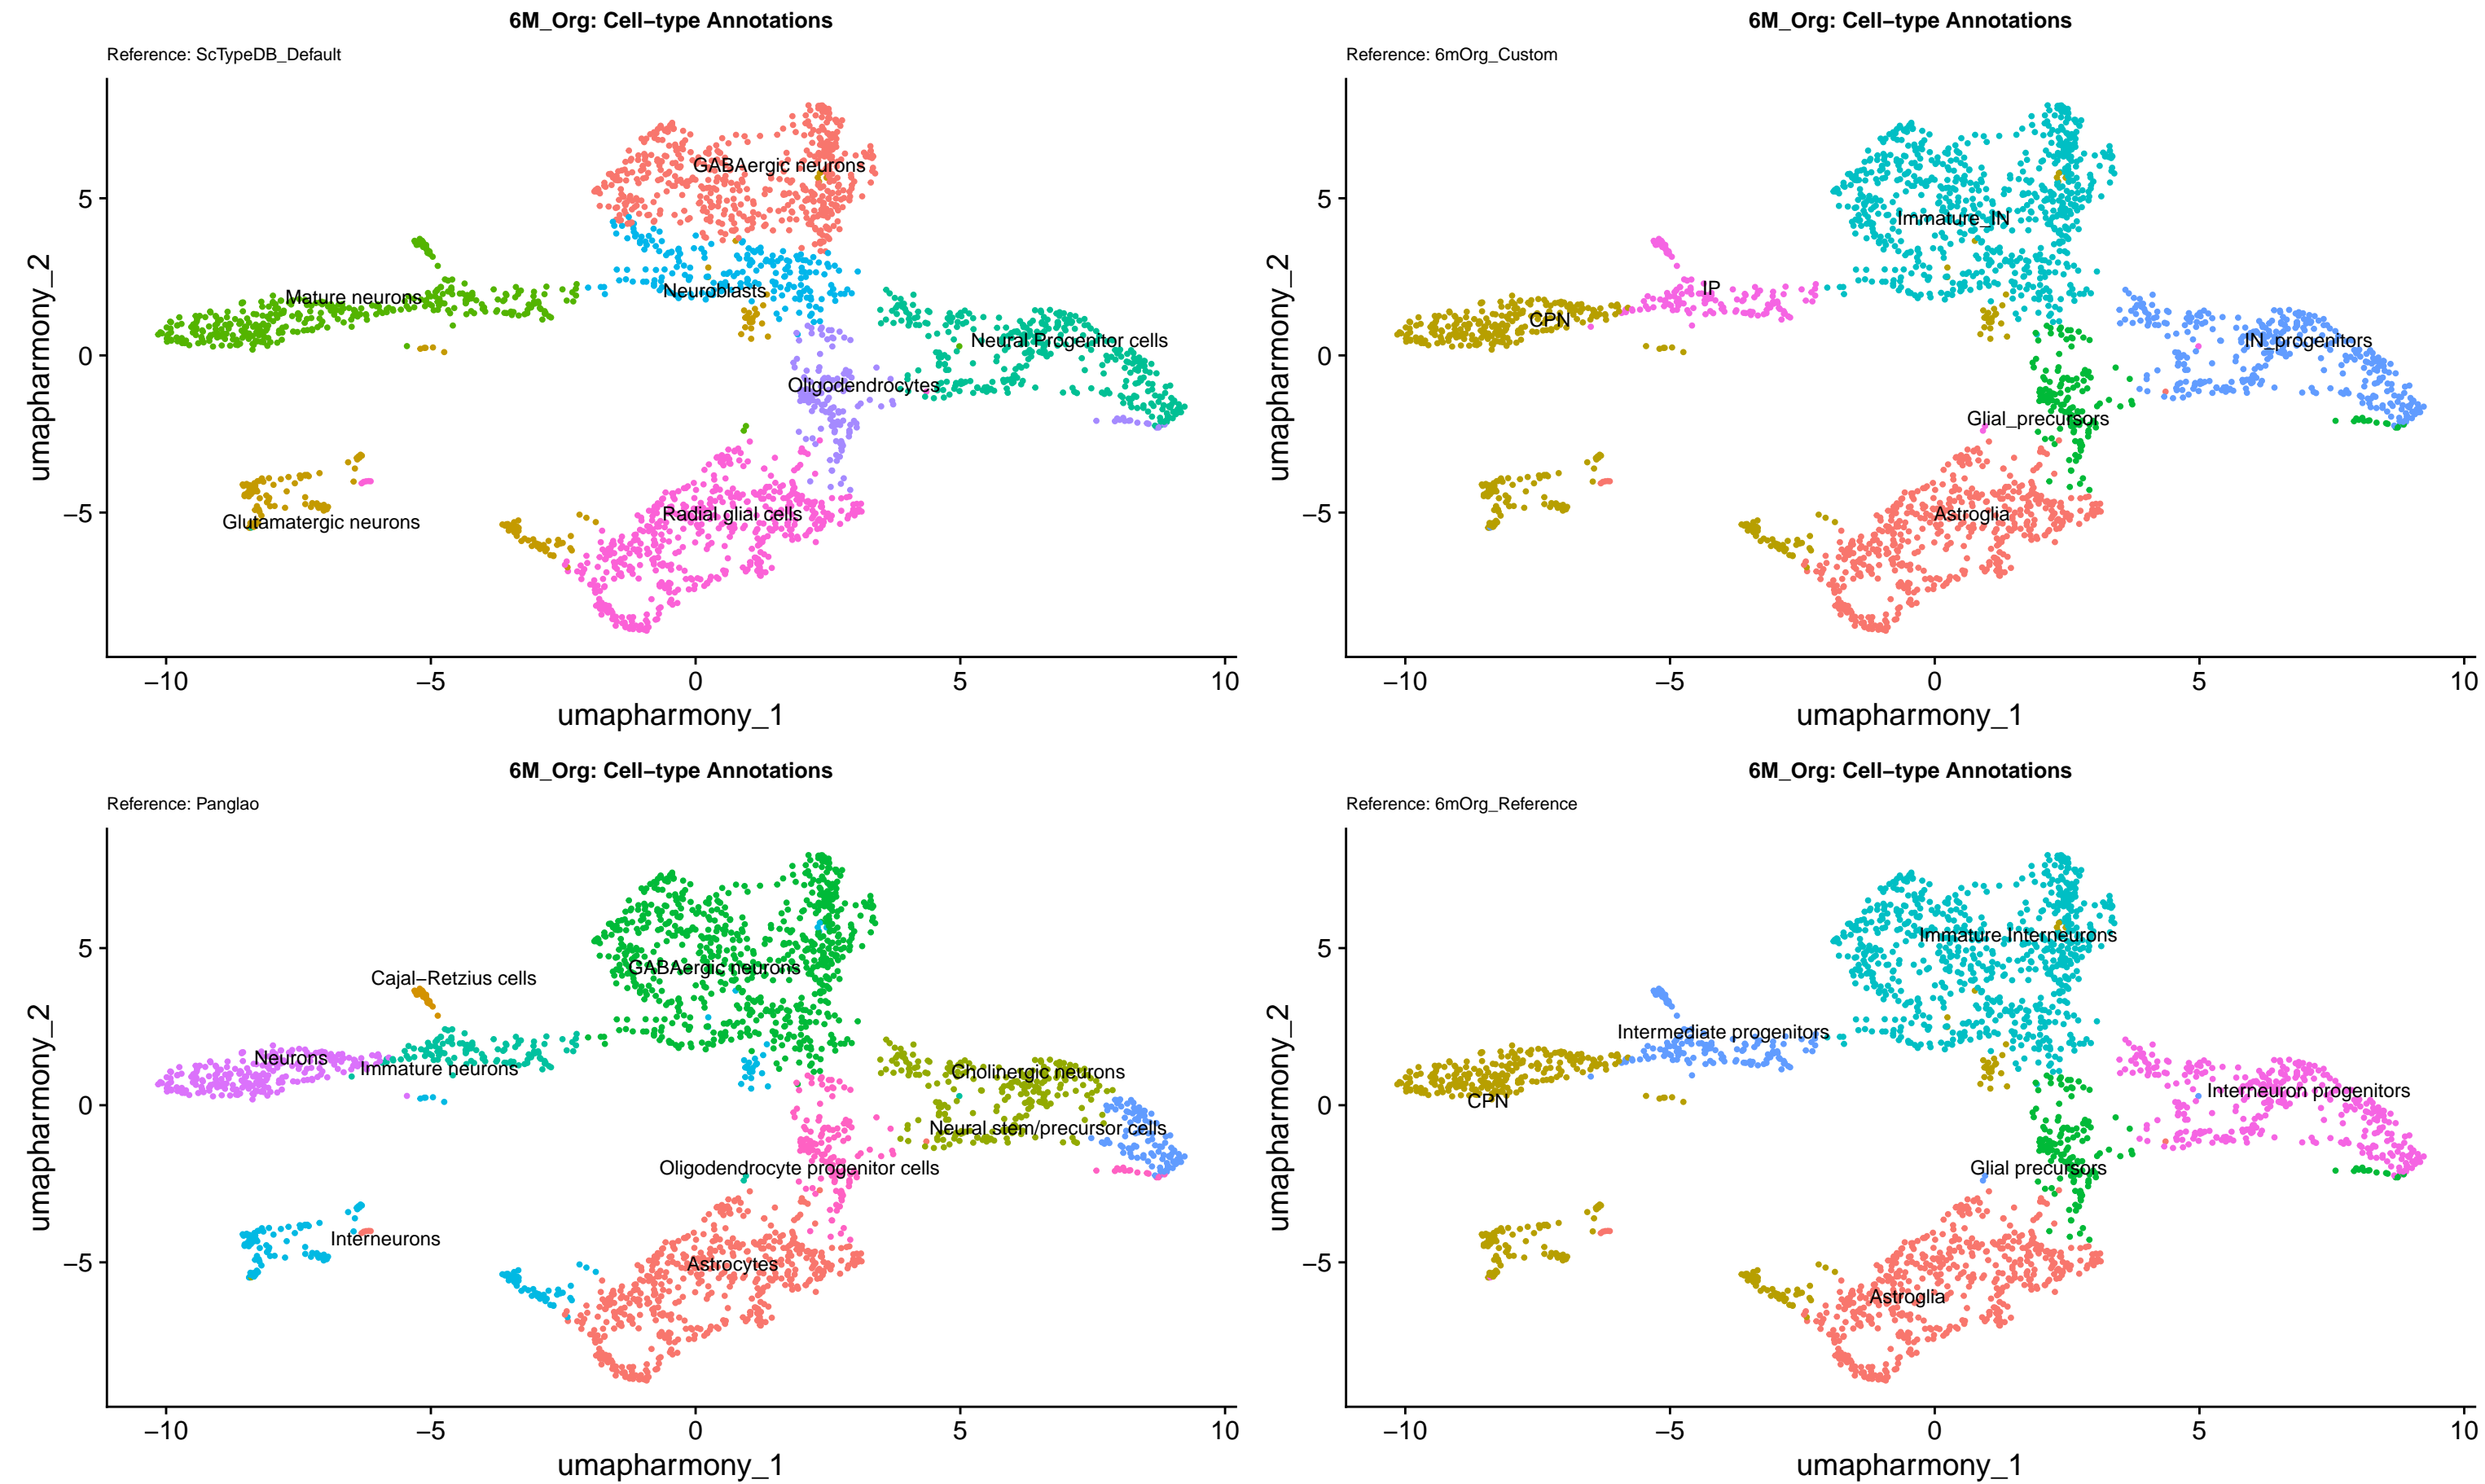 6M_Org: Cell−type Annotations
Reference: ScTypeDB_Default
GABAergic neurons
Mature neurons
Neuroblasts
Neural Progenitor cells
Oligodendrocytes
Radial glial cells
Glutamatergic neurons
5
0
−5
umapharmony_2
−10
−5
0
5
10
umapharmony_1
6M_Org: Cell−type Annotations
Reference: 6mOrg_Custom
Immature_IN
IP
CPN
IN_progenitors
Glial_precursors
Astroglia
5
0
−5
umapharmony_2
−10
−5
0
5
10
umapharmony_1
6M_Org: Cell−type Annotations
Reference: Panglao
GABAergic neurons
Cajal−Retzius cells
Neurons
Immature neurons
Cholinergic neurons
Neural stem/precursor cells
Oligodendrocyte progenitor cells
Interneurons
Astrocytes
5
0
−5
umapharmony_2
−10
−5
0
5
10
umapharmony_1
6M_Org: Cell−type Annotations
Reference: 6mOrg_Reference
Immature Interneurons
Intermediate progenitors
CPN
Interneuron progenitors
Glial precursors
Astroglia
5
0
−5
umapharmony_2
−10
−5
0
5
10
umapharmony_1